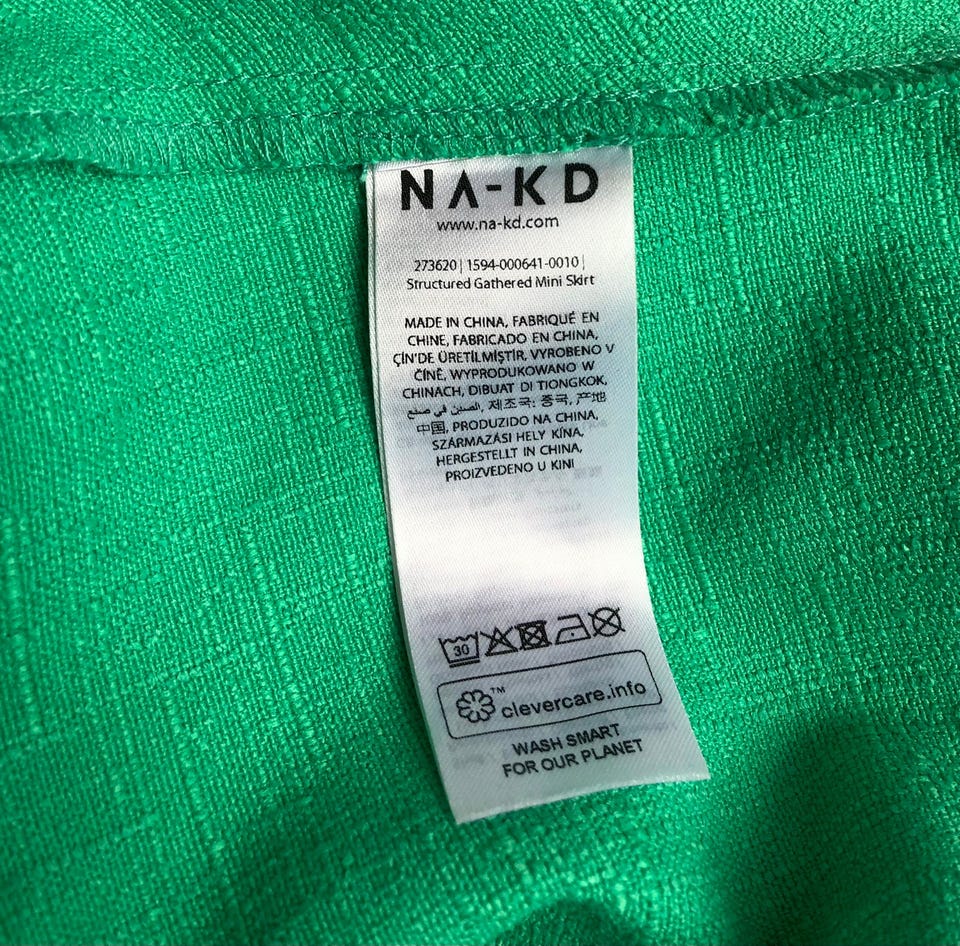 NA-KD
www.na-kd.com
273620 | 1594-000641-0010 |
Structured Gathered Mini Skirt
MADE IN CHINA, FABRIQUÉ EN
CHINE, FABRICADO EN CHINA,
ÇİN'DE ÜRETİLMİŞTİR, VYROBENO V
ČÍNĚ, WYPRODUKOWANO W
CHINACH, DIBUAT DI TIONGKOK,
الصين في صنع, 제조국: 중국, 产地
中国, PRODUZIDO NA CHINA,
SZÁRMAZÁSI HELY KÍNA,
HERGESTELLT IN CHINA,
PROIZVEDENO U KINI
30
™ clevercare.info
WASH SMART
FOR OUR PLANET